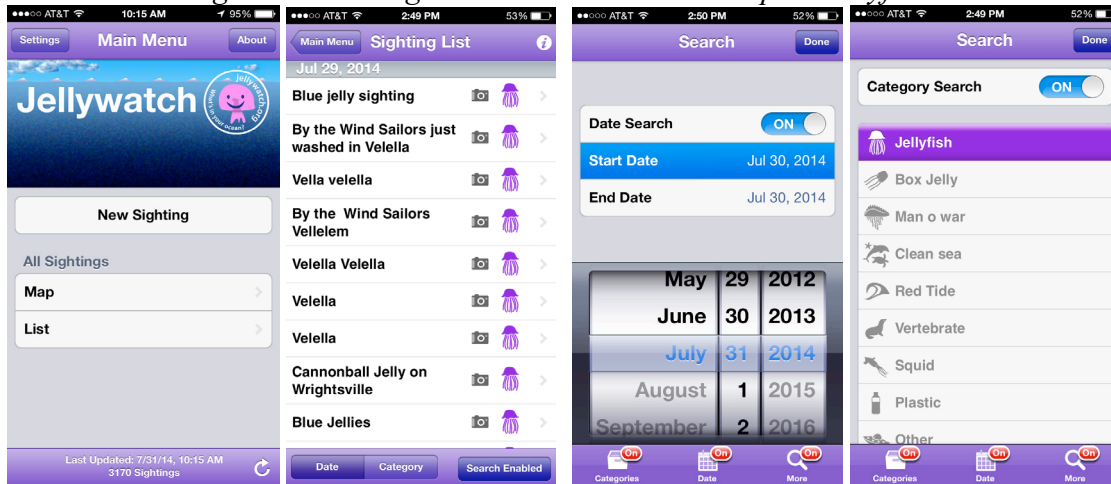 AT&T 10:15 AM 95%
Settings Main Menu About
Jellywatch
jellywatch.org
What's in your ocean?
New Sighting
All Sightings
Map
List
Last Updated: 7/31/14, 10:15 AM
3170 Sightings
AT&T 2:49 PM 53%
Main Menu Sighting List
Jul 29, 2014
Blue jelly sighting
By the Wind Sailors just
washed in Velella
Vella velella
By the Wind Sailors
Vellelem
Velella Velella
Velella
Velella
Cannonball Jelly on
Wrightsville
Blue Jellies
Date Category Search Enabled
AT&T 2:50 PM 52%
Search Done
Date Search ON
Start Date Jul 30, 2014
End Date Jul 30, 2014
May 29 2012
June 30 2013
July 31 2014
August 1 2015
September 2 2016
On On On
Categories Date More
AT&T 2:49 PM 52%
Search Done
Category Search ON
Jellyfish
Box Jelly
Man o war
Clean sea
Red Tide
Vertebrate
Squid
Plastic
Other
On On On
Categories Date More